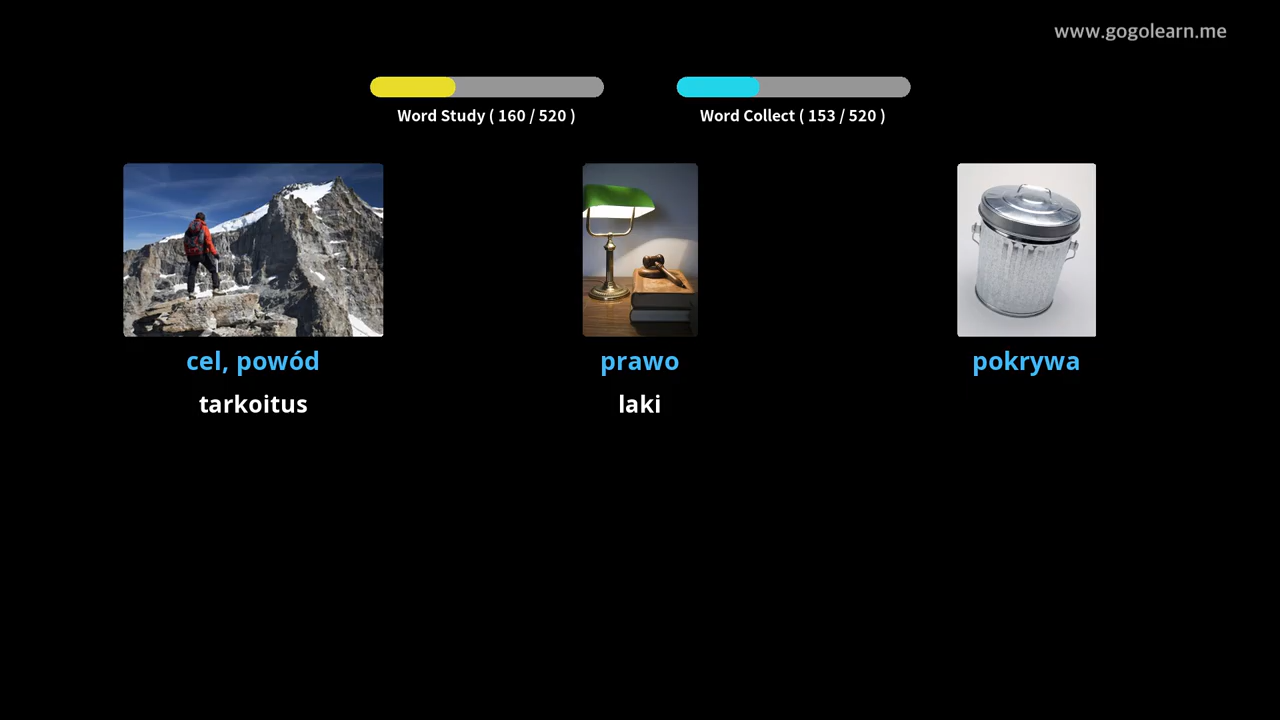 www.gogolearn.me
Word Study ( 160 / 520 )
Word Collect ( 153 / 520 )
cel, powód
prawo
pokrywa
tarkoitus
laki